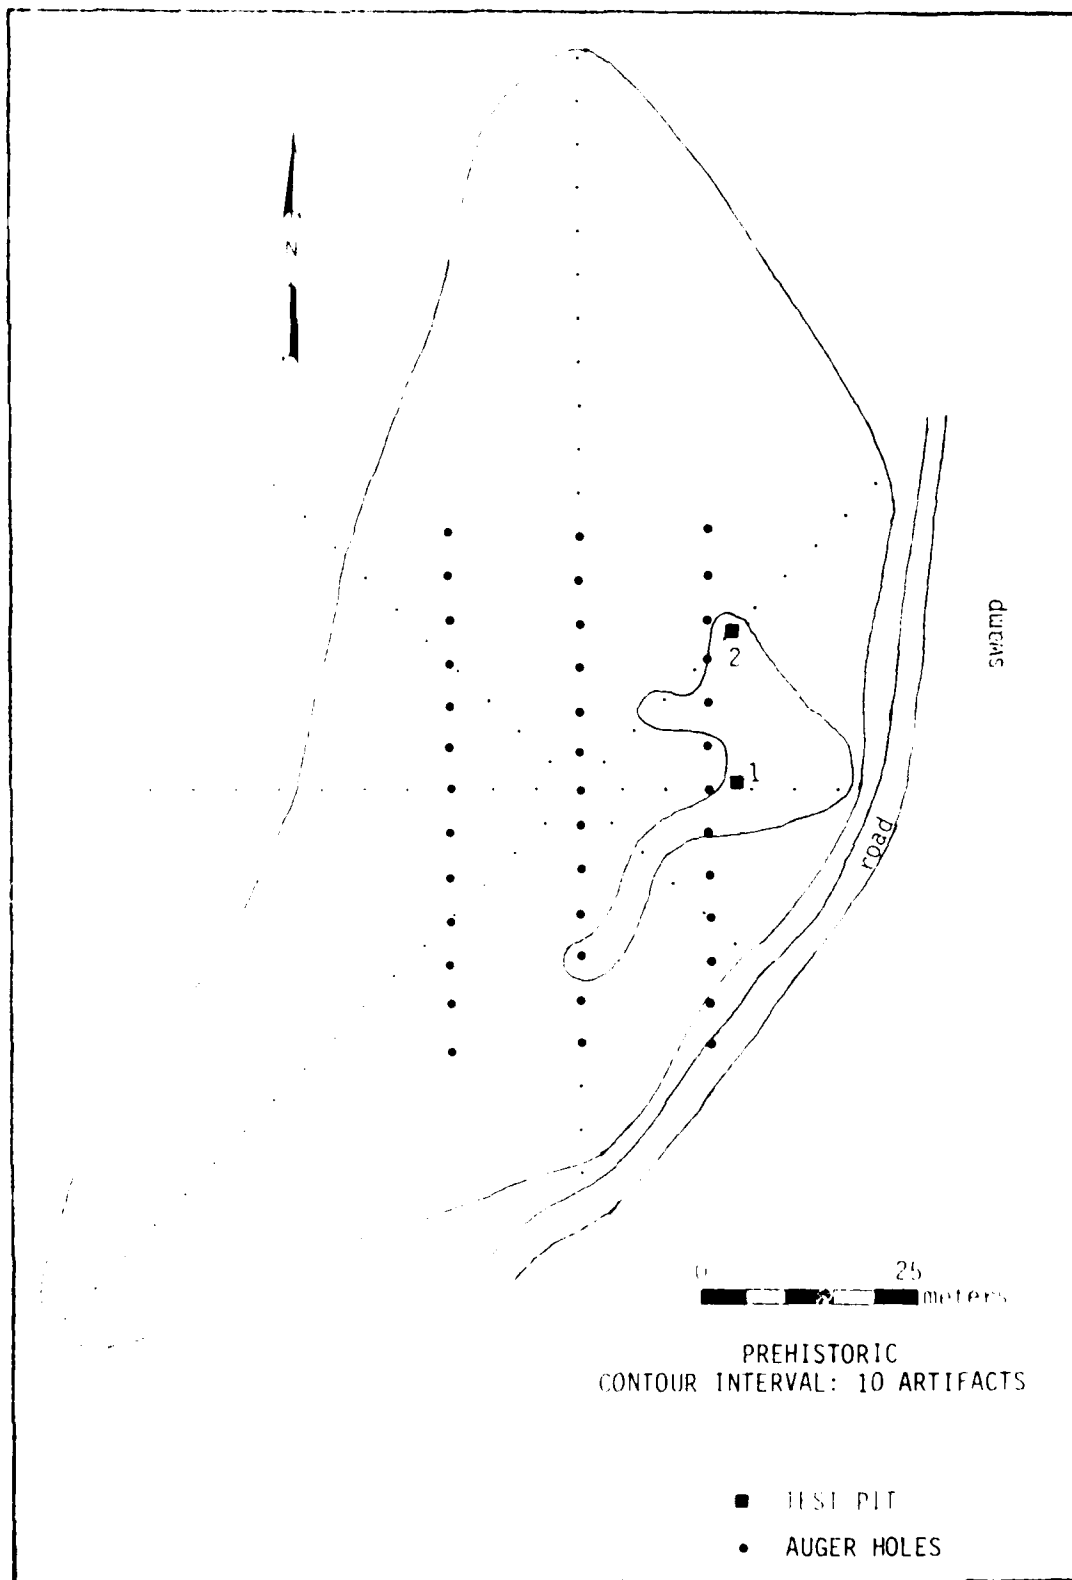 N
swamp
2
1
road
0 25
meters
PREHISTORIC
CONTOUR INTERVAL: 10 ARTIFACTS
TEST PIT
AUGER HOLES